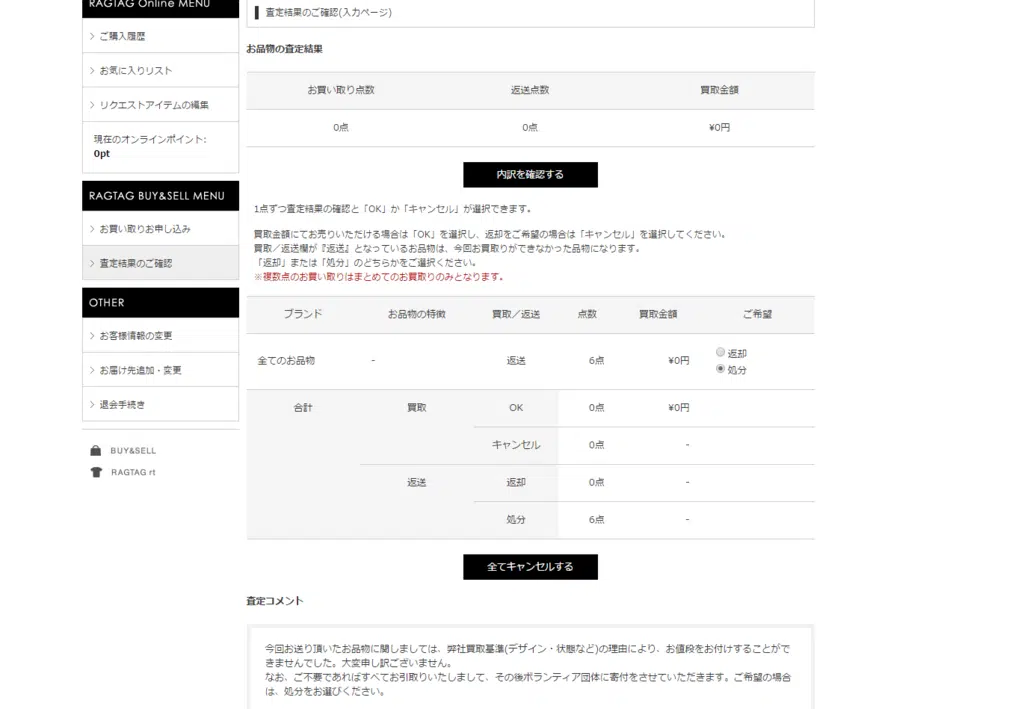 RAGTAG Online MENU
ご購入履歴
お気に入りリスト
リクエストアイテムの編集
現在のオンラインポイント:
0pt
RAGTAG BUY&SELL MENU
お買い取りお申し込み
査定結果のご確認
OTHER
お客様情報の変更
お届け先追加・変更
退会手続き
BUY&SELL
RAGTAG rt
査定結果のご確認(入力ページ)
お品物の査定結果
お買い取り点数 返送点数 買取金額
0点 0点 ¥0円
内訳を確認する
1点ずつ査定結果の確認と「OK」か「キャンセル」が選択できます。
買取金額にてお売りいただける場合は「OK」を選択し、返却をご希望の場合は「キャンセル」を選択してください。
買取／返送欄が『返送』となっているお品物は、今回お買取りができなかった品物になります。
「返却」または「処分」のどちらかをご選択ください。
※複数点のお買い取りはまとめてのお買取りのみとなります。
ブランド お品物の特徴 買取／返送 点数 買取金額 ご希望
全てのお品物 - 返送 6点 ¥0円 返却
処分
合計 買取 OK 0点 ¥0円
キャンセル 0点 -
返送 返却 0点 -
処分 6点 -
全てキャンセルする
査定コメント
今回お送り頂いたお品物に関しましては、弊社買取基準(デザイン・状態など)の理由により、お値段をお付けすることがで
きませんでした。大変申し訳ございません。
なお、ご不要であればすべてお引取りいたしまして、その後ボランティア団体に寄付をさせていただきます。ご希望の場合
は、処分をお選びください。